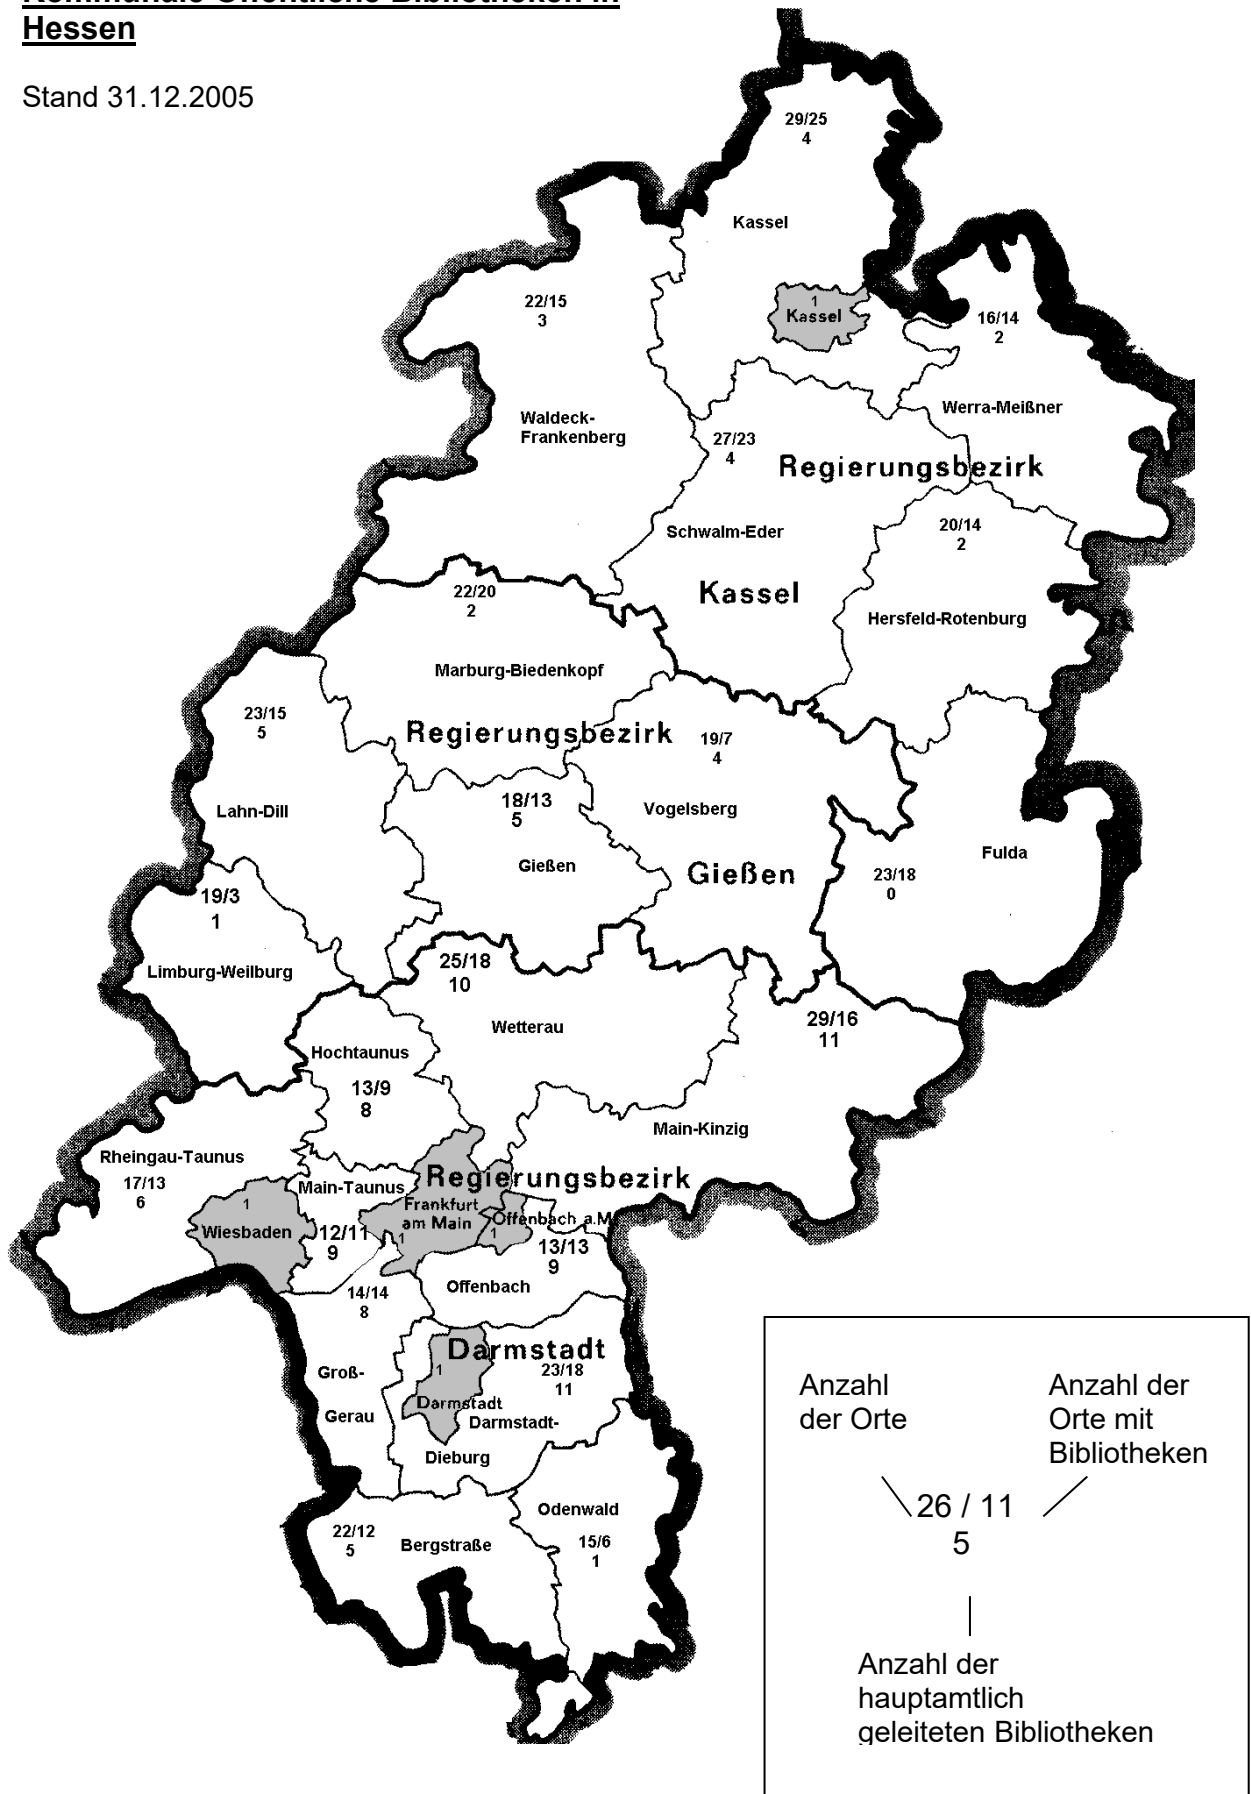 Kommunale Öffentliche Bibliotheken in
Hessen
Stand 31.12.2005
29/25
4
Kassel
1
Kassel
22/15
3
Waldeck-
Frankenberg
16/14
2
Werra-Meißner
27/23
4
Regierungsbezirk
Kassel
Schwalm-Eder
20/14
2
Hersfeld-Rotenburg
22/20
2
Marburg-Biedenkopf
Regierungsbezirk
Gießen
23/15
5
Lahn-Dill
19/7
4
Vogelsberg
18/13
5
Gießen
Fulda
23/18
0
19/3
1
Limburg-Weilburg
25/18
10
Wetterau
29/16
11
Main-Kinzig
Hochtaunus
13/9
8
Rheingau-Taunus
17/13
6
1
Wiesbaden
Main-Taunus
12/11
9
Regierungsbezirk
Darmstadt
Frankfurt
am Main
1
Offenbach a.M
1
13/13
9
Offenbach
14/14
8
Groß-
Gerau
1
Darmstadt
23/18
11
Darmstadt-
Dieburg
22/12
5
Bergstraße
Odenwald
15/6
1
Anzahl
der Orte
Anzahl der
Orte mit
Bibliotheken
26 / 11
5
Anzahl der
hauptamtlich
geleiteten Bibliotheken